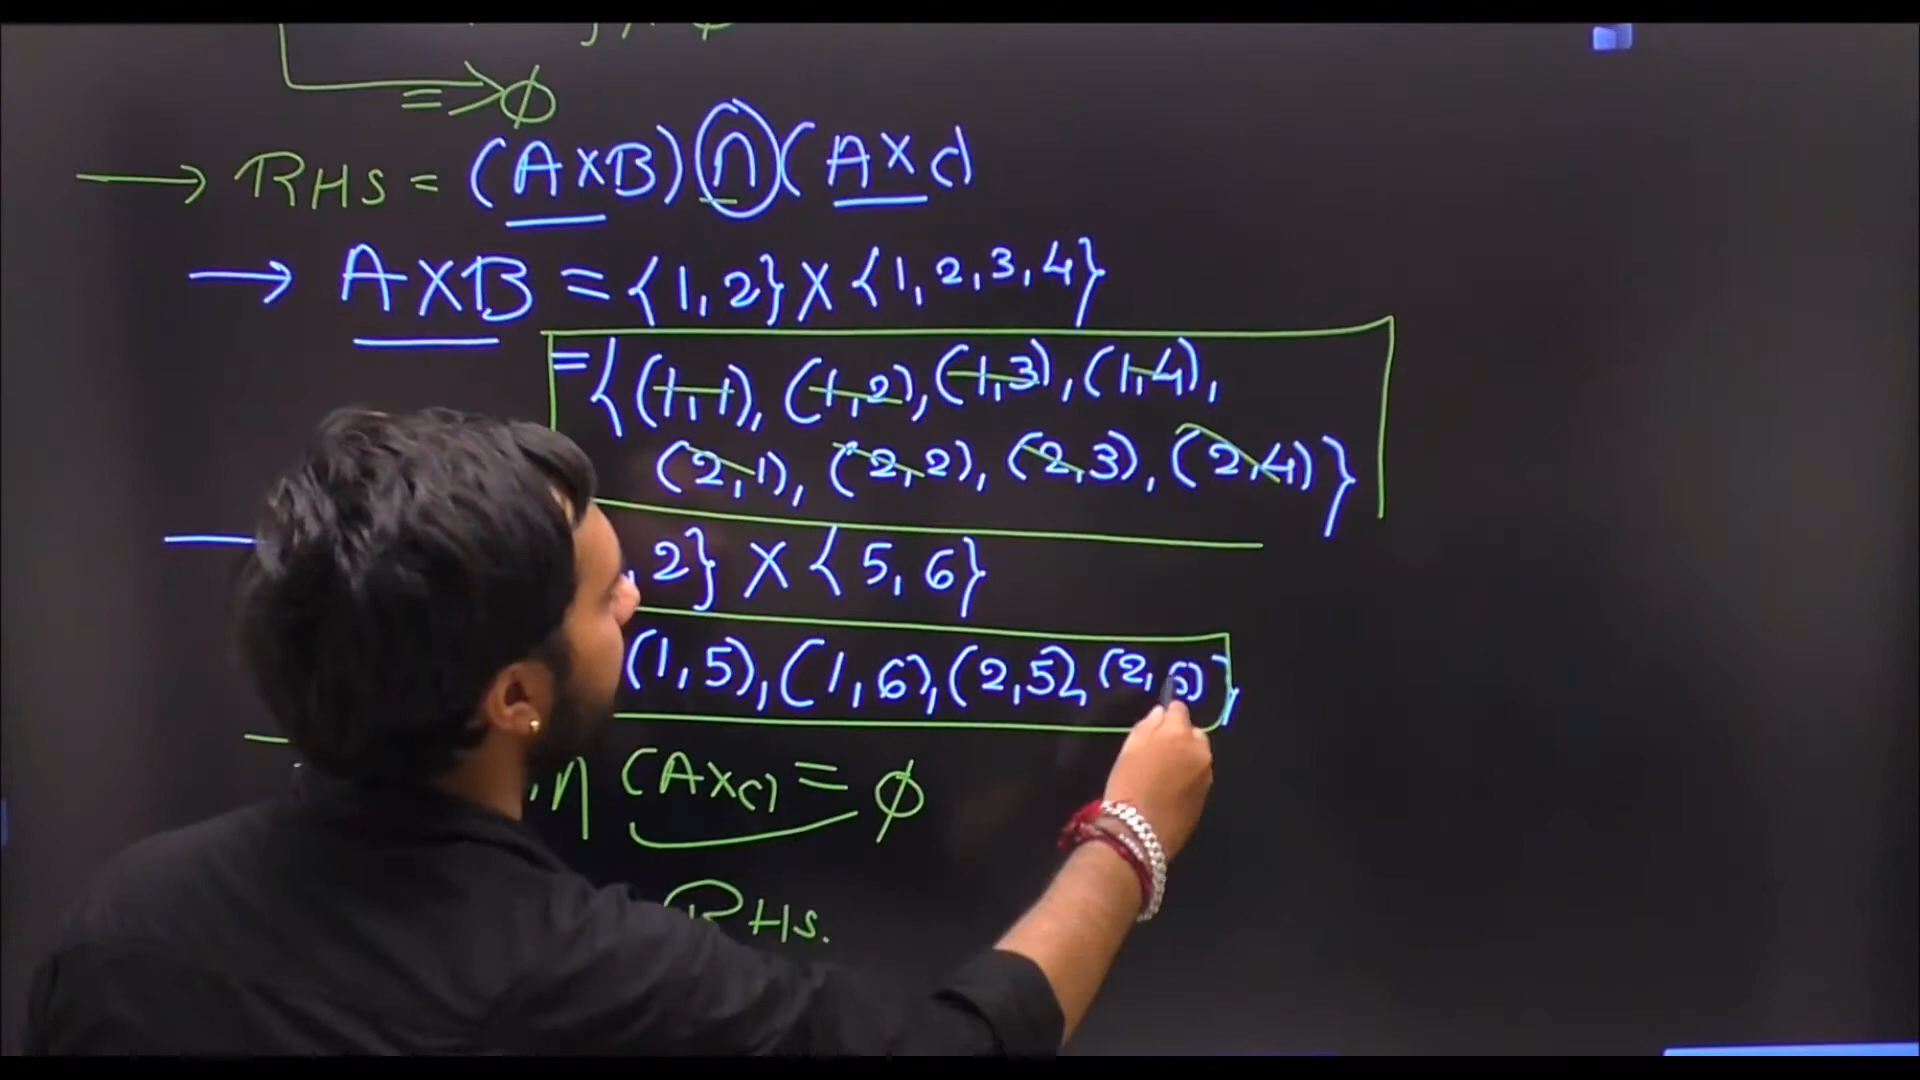 ⇒ φ
→ RHS = (A×B) ∩ (A×C)
→ A×B = {1, 2} × {1, 2, 3, 4}
= {(1,1), (1,2), (1,3), (1,4),
(2,1), (2,2), (2,3), (2,4)}
, 2} × {5, 6}
(1,5), (1,6), (2,5), (2,6)}
∩ (A×C) = φ
RHS.